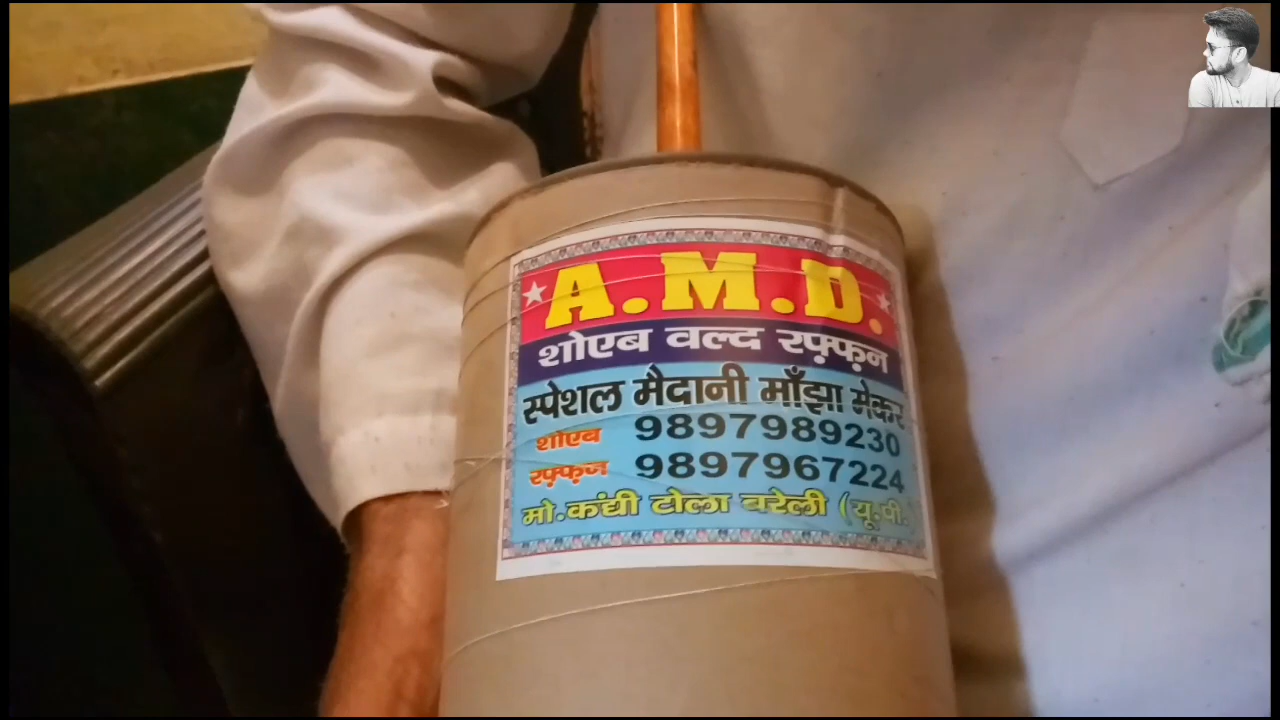 A.M.D.
शोएब वल्द रफ़्फ़न
स्पेशल मैदानी माँझा मेकर
शोएब 9897989230
रफ़्फ़न 9897967224
मो.कंघी टोला बरेली (यू.पी.